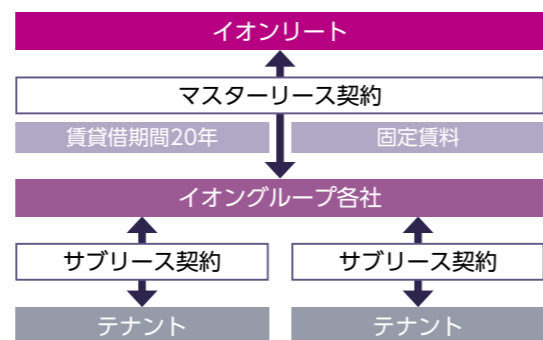 イオンリート
マスターリース契約
賃貸借期間20年
固定賃料
イオングループ各社
サブリース契約
サブリース契約
テナント
テナント